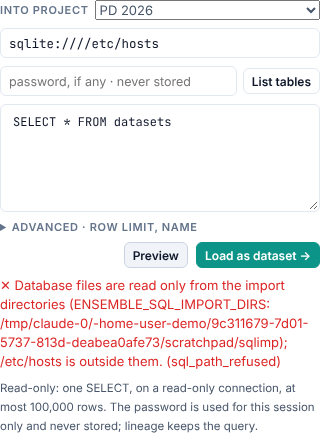 INTO PROJECT PD 2026
sqlite:////etc/hosts
password, if any · never stored List tables
SELECT * FROM datasets
▶ ADVANCED · ROW LIMIT, NAME
Preview Load as dataset →
✕ Database files are read only from the import
directories (ENSEMBLE_SQL_IMPORT_DIRS:
/tmp/claude-0/-home-user-demo/9c311679-7d01-
5737-813d-deabea0afe73/scratchpad/sqlimp);
/etc/hosts is outside them. (sql_path_refused)
Read-only: one SELECT, on a read-only connection, at
most 100,000 rows. The password is used for this session
only and never stored; lineage keeps the query.